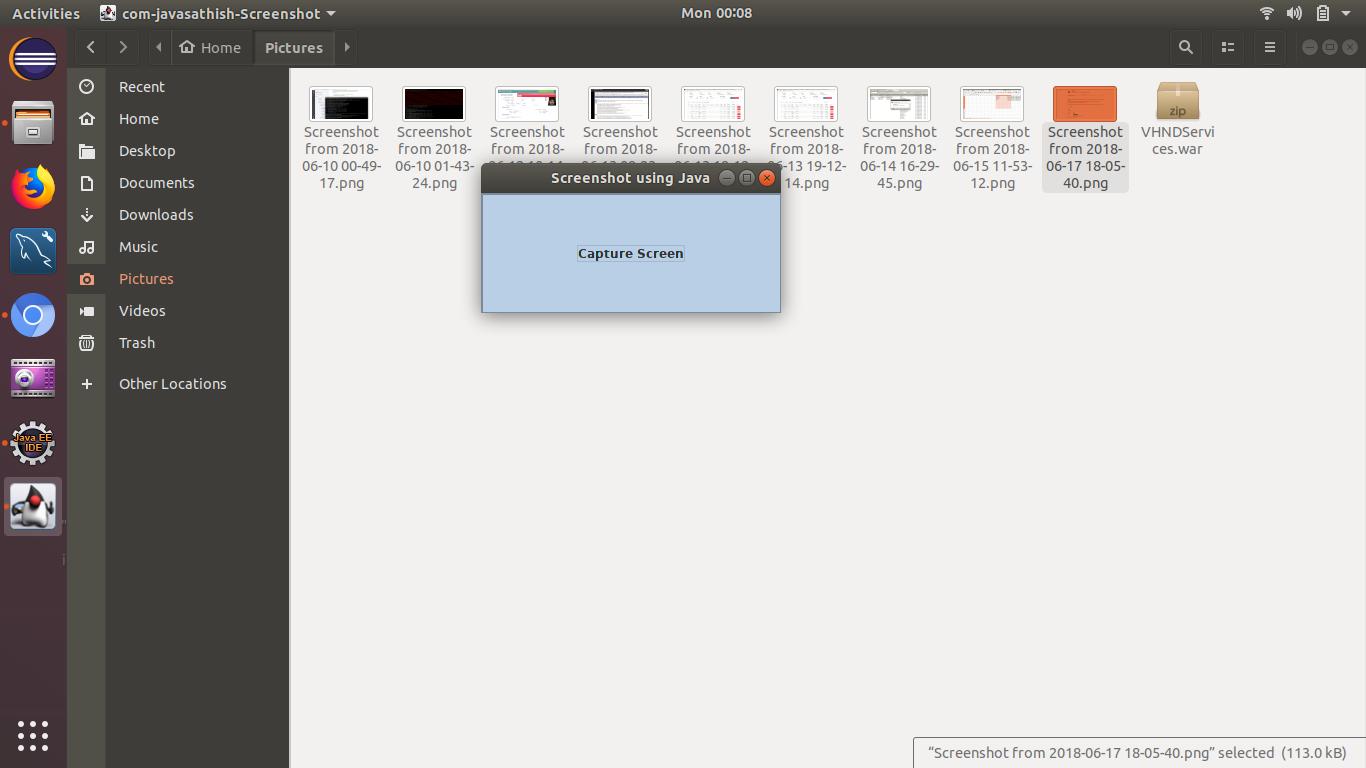 Activities com-javasathish-Screenshot Mon 00:08
Home Pictures
Recent
Home
Desktop
Documents
Downloads
Music
Pictures
Videos
Trash
Other Locations
Java EE
IDE
Screenshot
from 2018-
06-10 00-49-
17.png
Screenshot
from 2018-
06-10 01-43-
24.png
Screenshot
from 2018-
Screenshot
from 2018-
Screenshot
from 2018-
Screenshot
from 2018-
06-13 19-12-
14.png
Screenshot
from 2018-
06-14 16-29-
45.png
Screenshot
from 2018-
06-15 11-53-
12.png
Screenshot
from 2018-
06-17 18-05-
40.png
zip
VHNDServi
ces.war
Screenshot using Java
Capture Screen
“Screenshot from 2018-06-17 18-05-40.png” selected (113.0 kB)